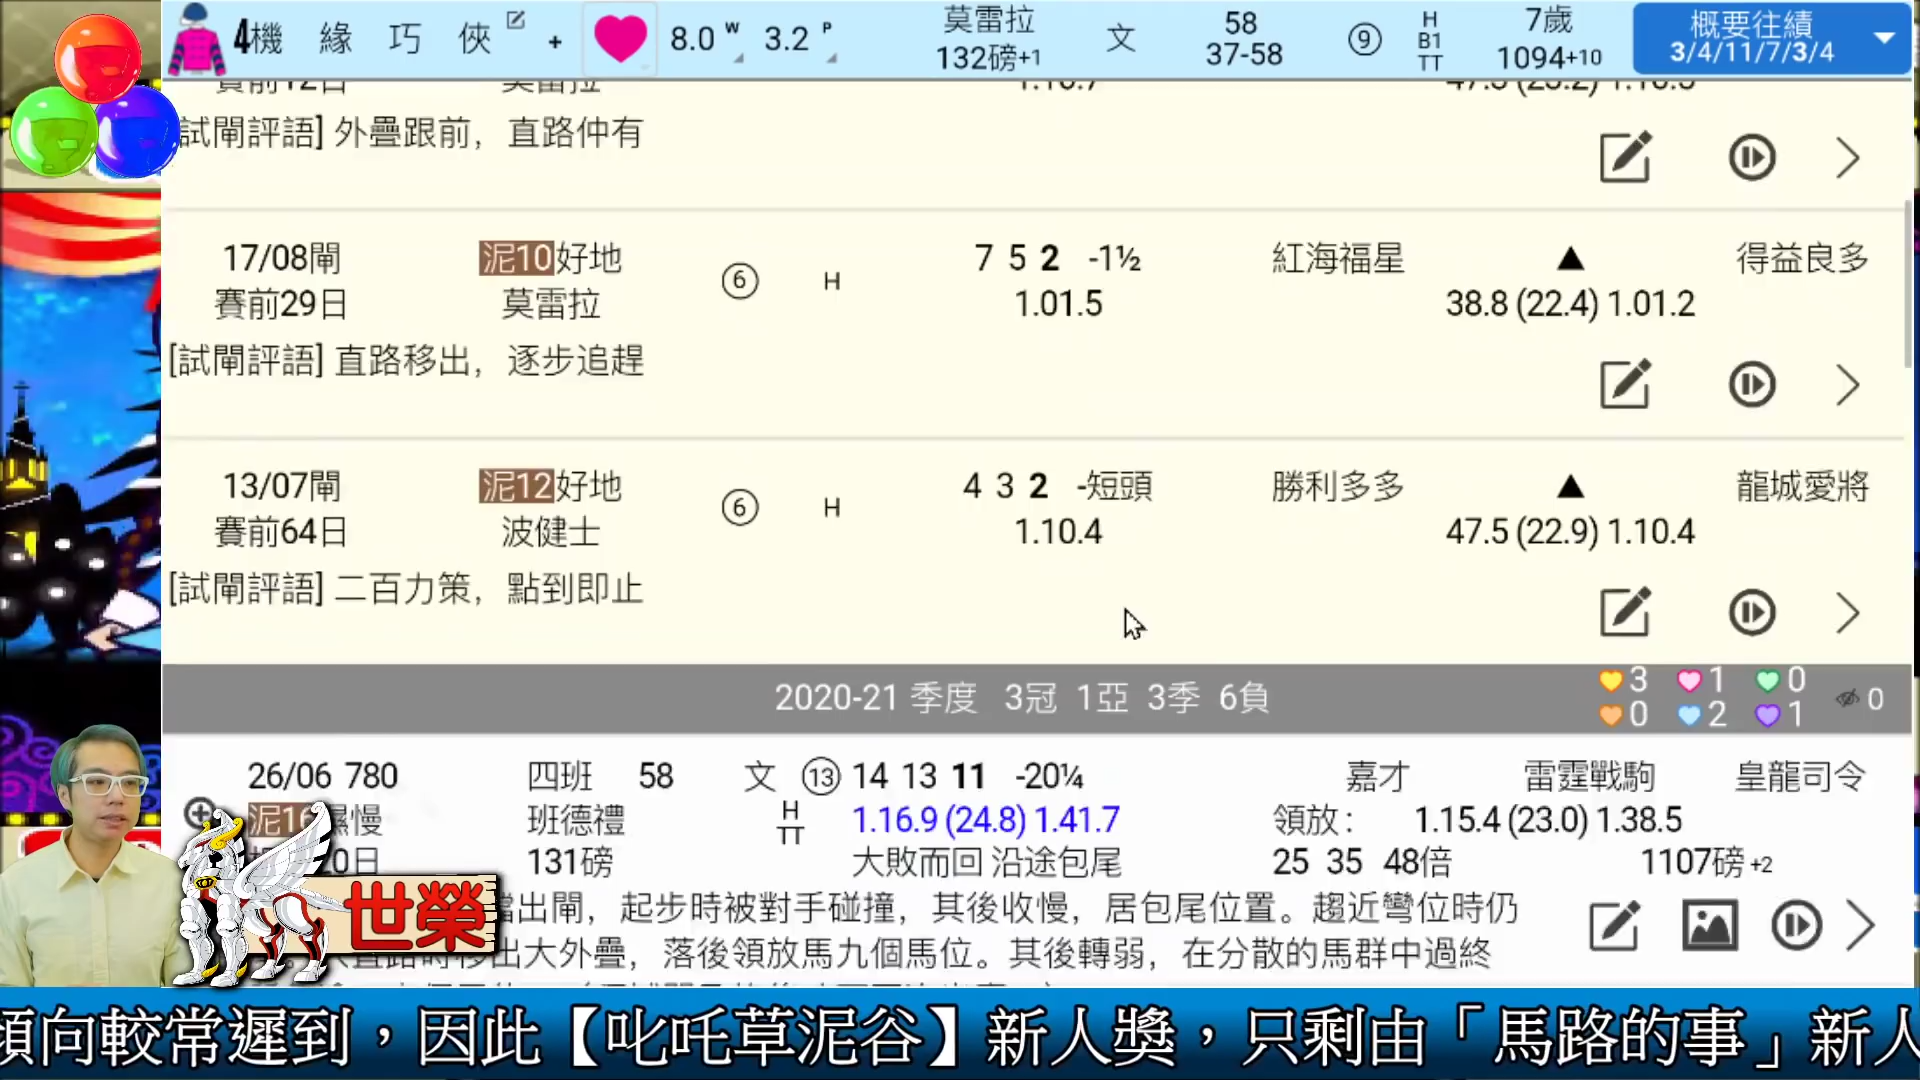 4機緣巧俠 + 8.0 W 3.2 P 莫雷拉 132磅+1 文 58 37-58 9 H B1 TT 7歲 1094+10 概要往績 3/4/11/7/3/4
[試閘評語] 外疊跟前，直路仲有
17/08閘 泥10好地 6 H 7 5 2 -1½ 紅海福星 ▲ 得益良多
賽前29日 莫雷拉 1.01.5 38.8 (22.4) 1.01.2
[試閘評語] 直路移出，逐步追趕
13/07閘 泥12好地 6 H 4 3 2 -短頭 勝利多多 ▲ 龍城愛將
賽前64日 波健士 1.10.4 47.5 (22.9) 1.10.4
[試閘評語] 二百力策，點到即止
2020-21 季度 3冠 1亞 3季 6負 3 1 0 0 2 1 0
26/06 780 四班 58 文 13 14 13 11 -20¼ 嘉才 雷霆戰駒 皇龍司令
泥16濕慢 班德禮 H TT 1.16.9 (24.8) 1.41.7 領放： 1.15.4 (23.0) 1.38.5
0日 131磅 大敗而回 沿途包尾 25 35 48倍 1107磅 +2
出閘，起步時被對手碰撞，其後收慢，居包尾位置。趨近彎位時仍
直路時移出大外疊，落後領放馬九個馬位。其後轉弱，在分散的馬群中過終
世榮
傾向較常遲到，因此【叱吒草泥谷】新人獎，只剩由「馬路的事」新人